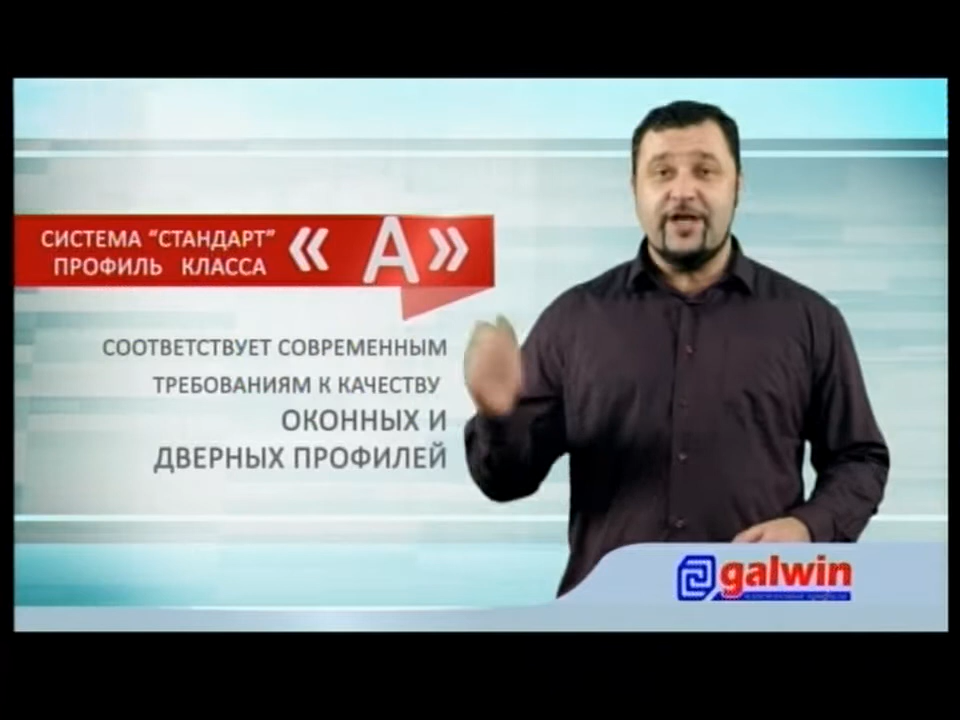 СИСТЕМА “СТАНДАРТ”
ПРОФИЛЬ КЛАССА
« А»
СООТВЕТСТВУЕТ СОВРЕМЕННЫМ
ТРЕБОВАНИЯМ К КАЧЕСТВУ
ОКОННЫХ И
ДВЕРНЫХ ПРОФИЛЕЙ
galwin